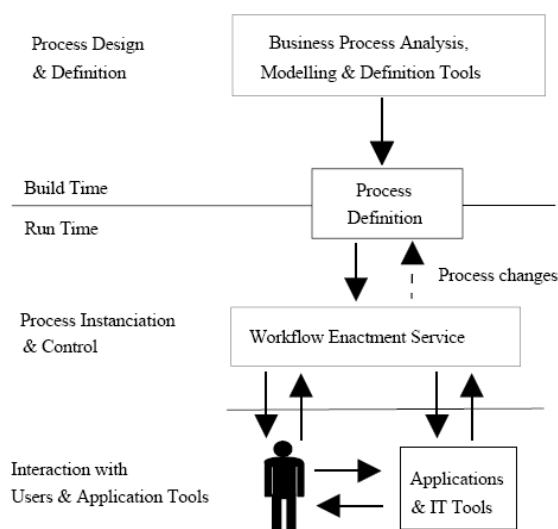 Process Design
& Definition
Business Process Analysis,
Modelling & Definition Tools
Build Time
Process
Definition
Run Time
Process changes
Process Instanciation
& Control
Workflow Enactment Service
Interaction with
Users & Application Tools
Applications
& IT Tools